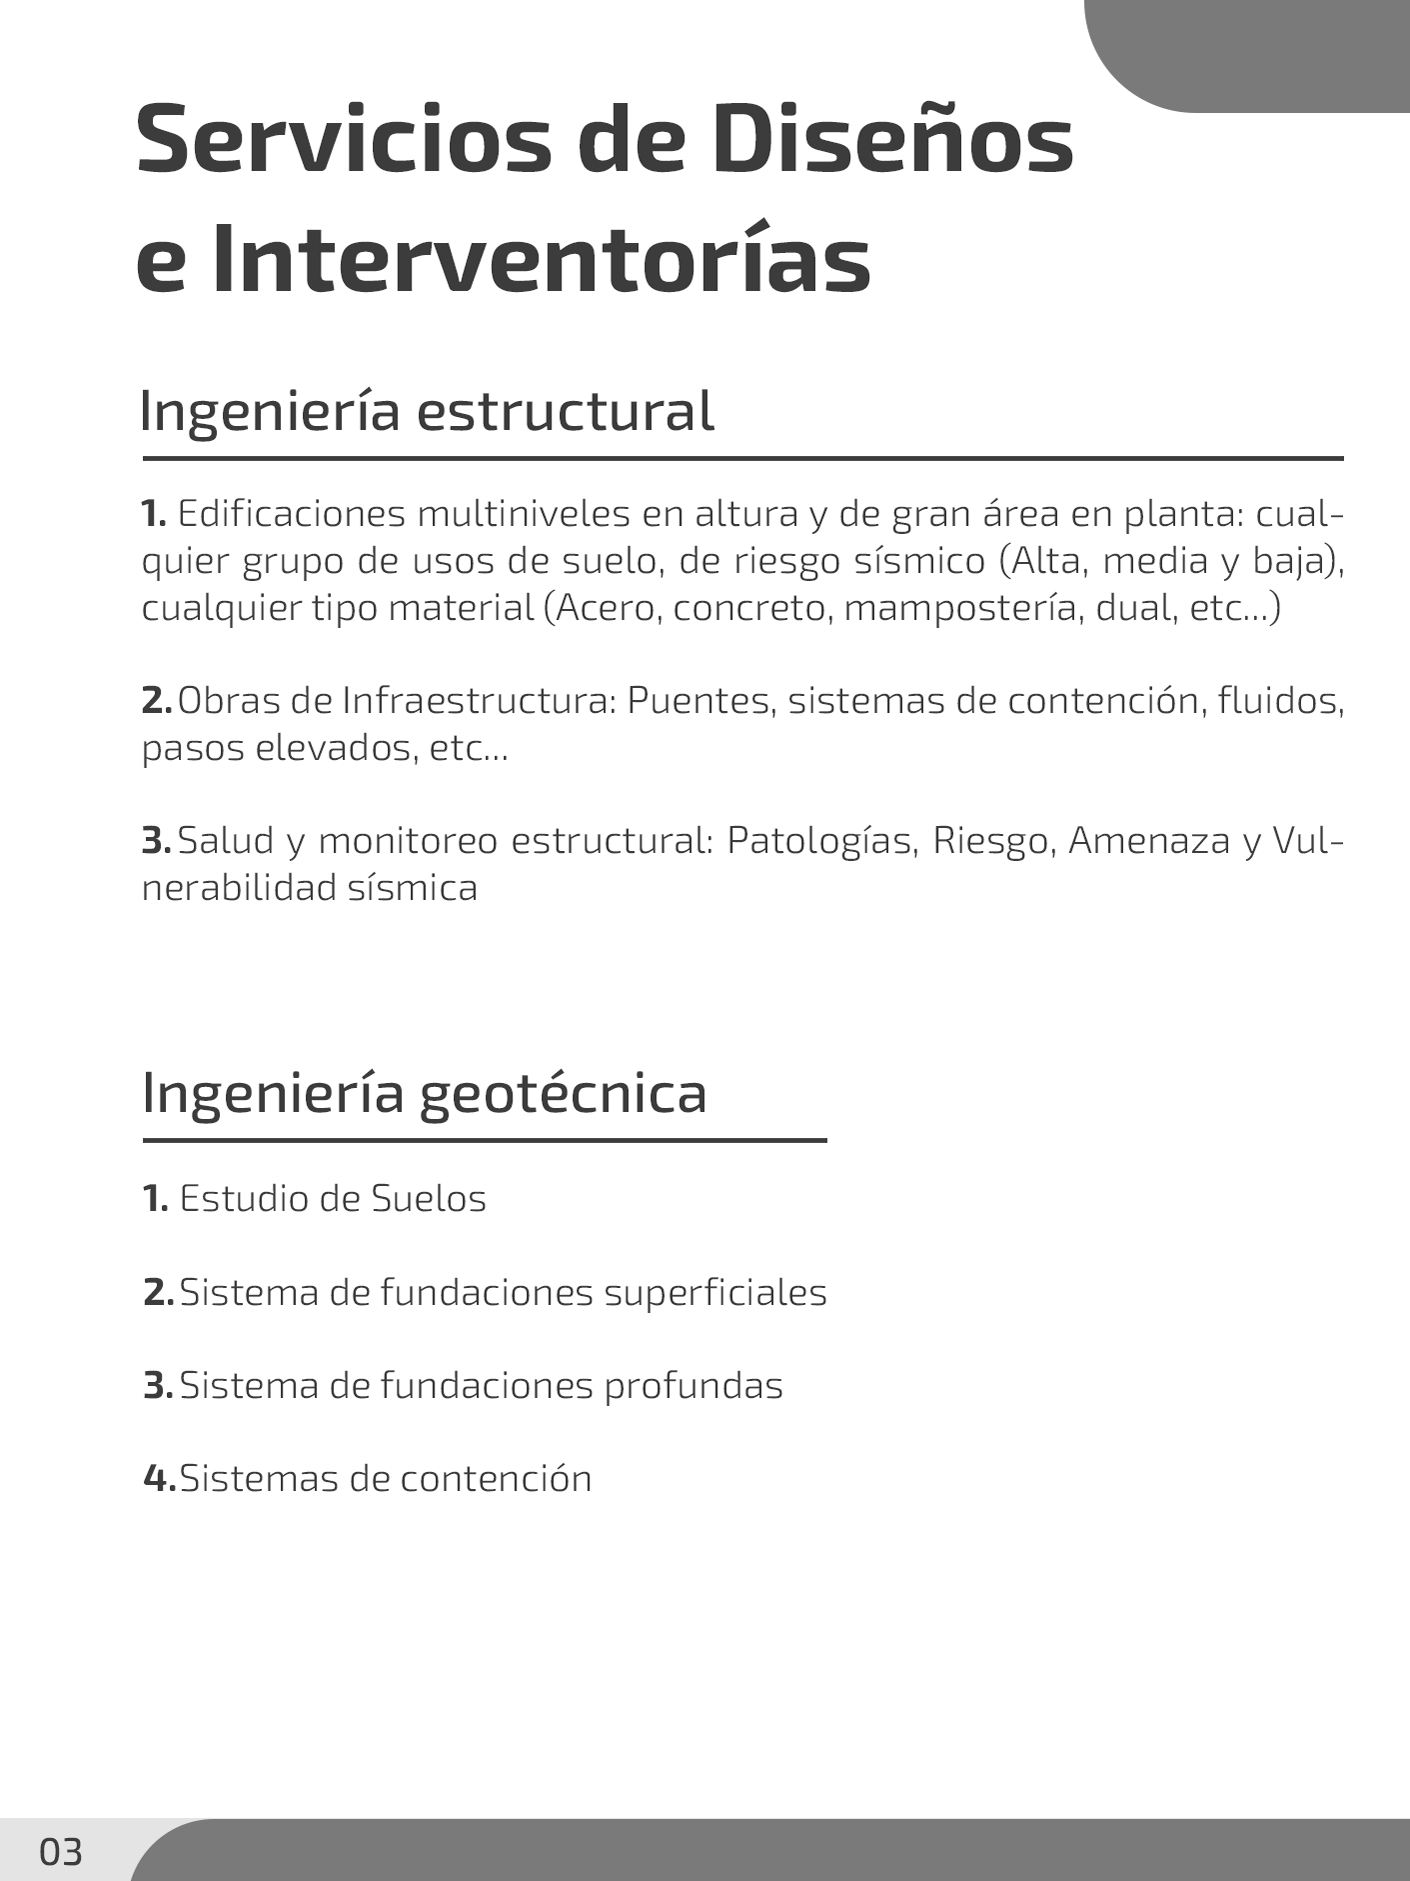 Servicios de Diseños
e Interventorías
Ingeniería estructural
1. Edificaciones multiniveles en altura y de gran área en planta: cual-
quier grupo de usos de suelo, de riesgo sísmico (Alta, media y baja),
cualquier tipo material (Acero, concreto, mampostería, dual, etc...)
2. Obras de Infraestructura: Puentes, sistemas de contención, fluidos,
pasos elevados, etc...
3. Salud y monitoreo estructural: Patologías, Riesgo, Amenaza y Vul-
nerabilidad sísmica
Ingeniería geotécnica
1. Estudio de Suelos
2. Sistema de fundaciones superficiales
3. Sistema de fundaciones profundas
4. Sistemas de contención
03